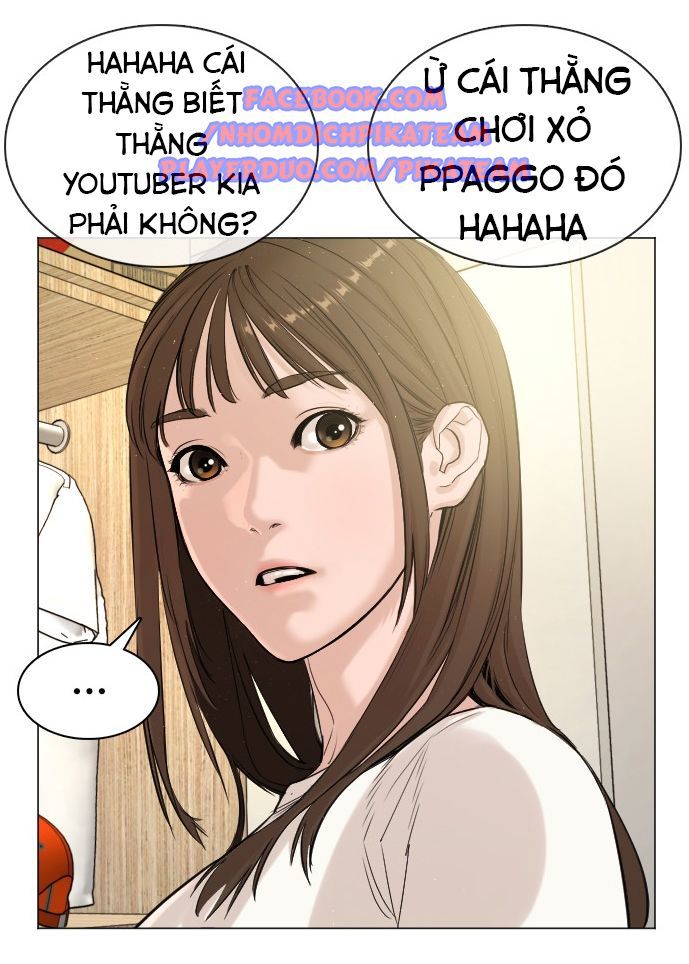 HAHAHA CÁI
THẰNG BIẾT
THẰNG
YOUTUBER KIA
PHẢI KHÔNG?
Ừ CÁI THẰNG
CHƠI XỎ
PPAGGO ĐÓ
HAHAHA
FACEBOOK.COM
/NHOMDICHPIKATEAM
PLAYERDUO.COM/PIKATEAM
...